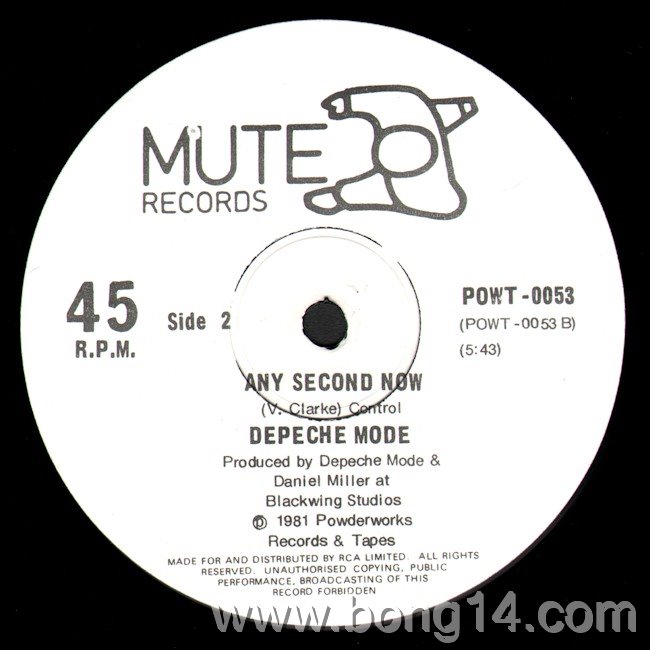 MUTE
RECORDS
45
R.P.M.
Side 2
POWT-0053
(POWT-0053 B)
(5:43)
ANY SECOND NOW
(V. Clarke) Control
DEPECHE MODE
Produced by Depeche Mode &
Daniel Miller at
Blackwing Studios
Ⓟ 1981 Powderworks
Records & Tapes
MADE FOR AND DISTRIBUTED BY RCA LIMITED. ALL RIGHTS
RESERVED. UNAUTHORISED COPYING, PUBLIC
PERFORMANCE, BROADCASTING OF THIS
RECORD FORBIDDEN
www.bong14.com